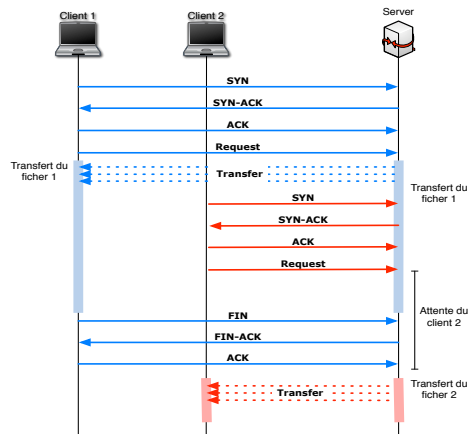 Client 1
Client 2
Server
SYN
SYN-ACK
ACK
Request
Transfert du
ficher 1
Transfer
Transfert du
ficher 1
SYN
SYN-ACK
ACK
Request
Attente du
client 2
FIN
FIN-ACK
ACK
Transfer
Transfert du
ficher 2